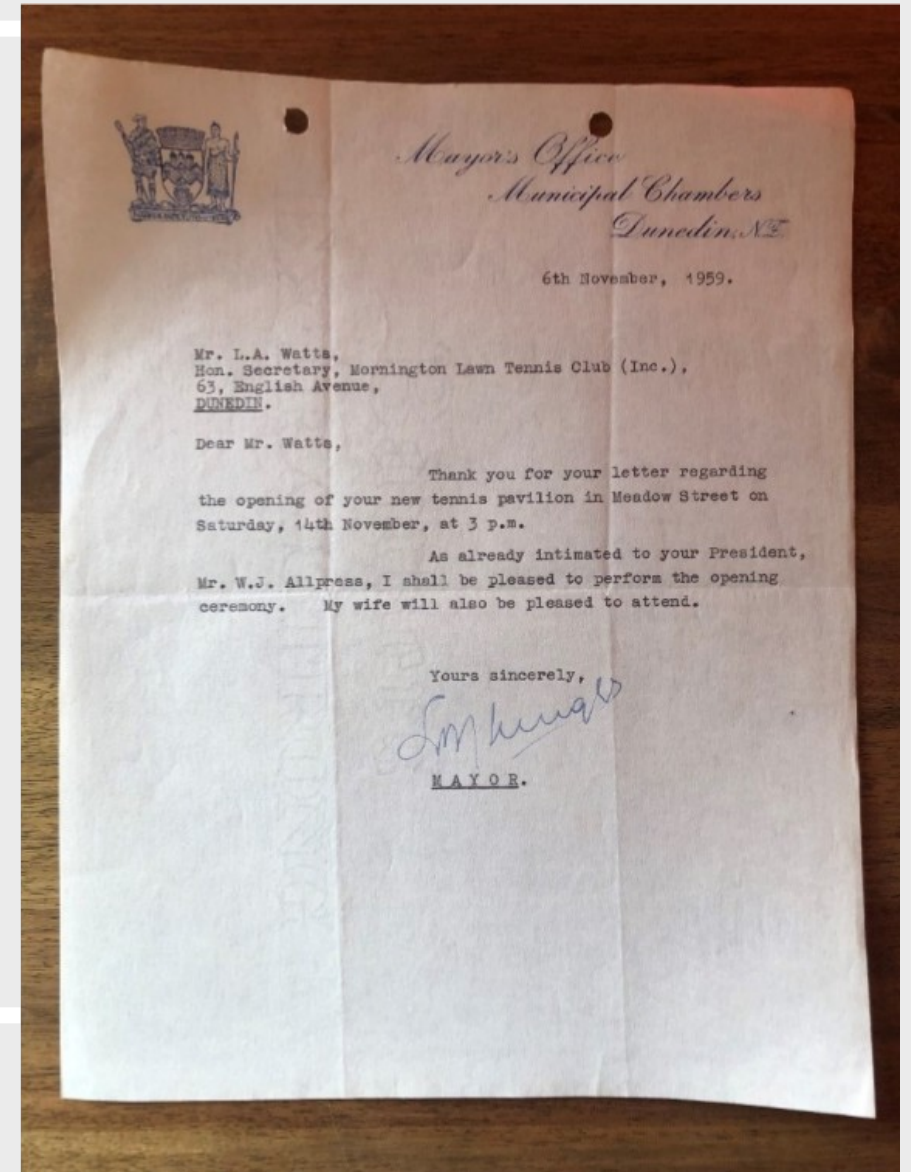 Mayor's Office
Municipal Chambers
Dunedin, N.Z.
6th November, 1959.
Mr. L.A. Watts,
Hon. Secretary, Mornington Lawn Tennis Club (Inc.),
63, English Avenue,
DUNEDIN.
Dear Mr. Watts,
Thank you for your letter regarding
the opening of your new tennis pavilion in Meadow Street on
Saturday, 14th November, at 3 p.m.
As already intimated to your President,
Mr. W.J. Allpress, I shall be pleased to perform the opening
ceremony. My wife will also be pleased to attend.
Yours sincerely,
MAYOR.